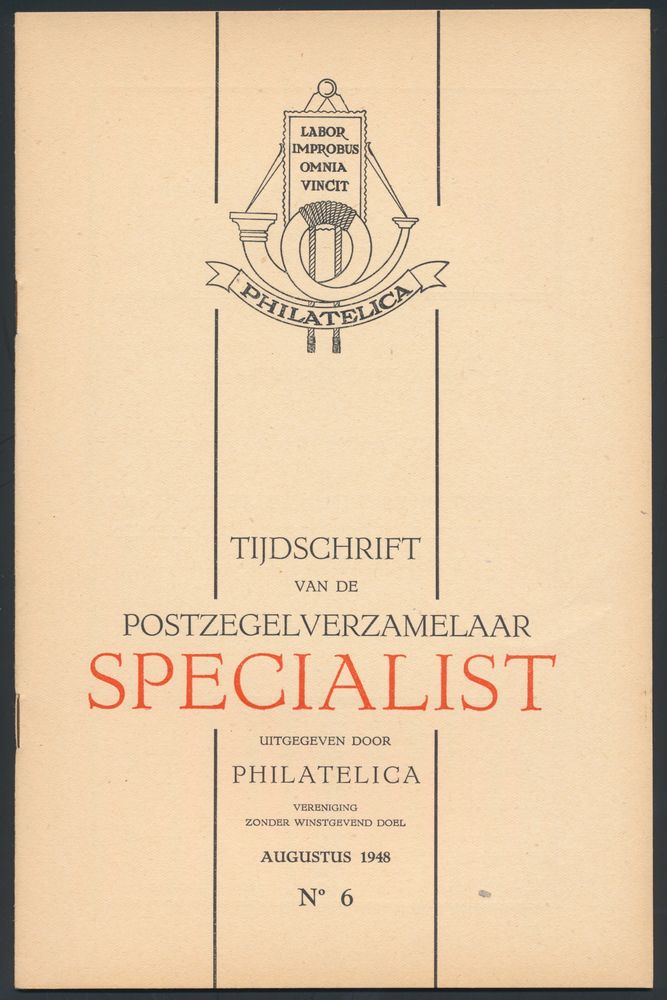 LABOR
IMPROBUS
OMNIA
VINCIT
PHILATELICA
TIJDSCHRIFT
VAN DE
POSTZEGELVERZAMELAAR
SPECIALIST
UITGEGEVEN DOOR
PHILATELICA
VERENIGING
ZONDER WINSTGEVEND DOEL
AUGUSTUS 1948
Nº 6